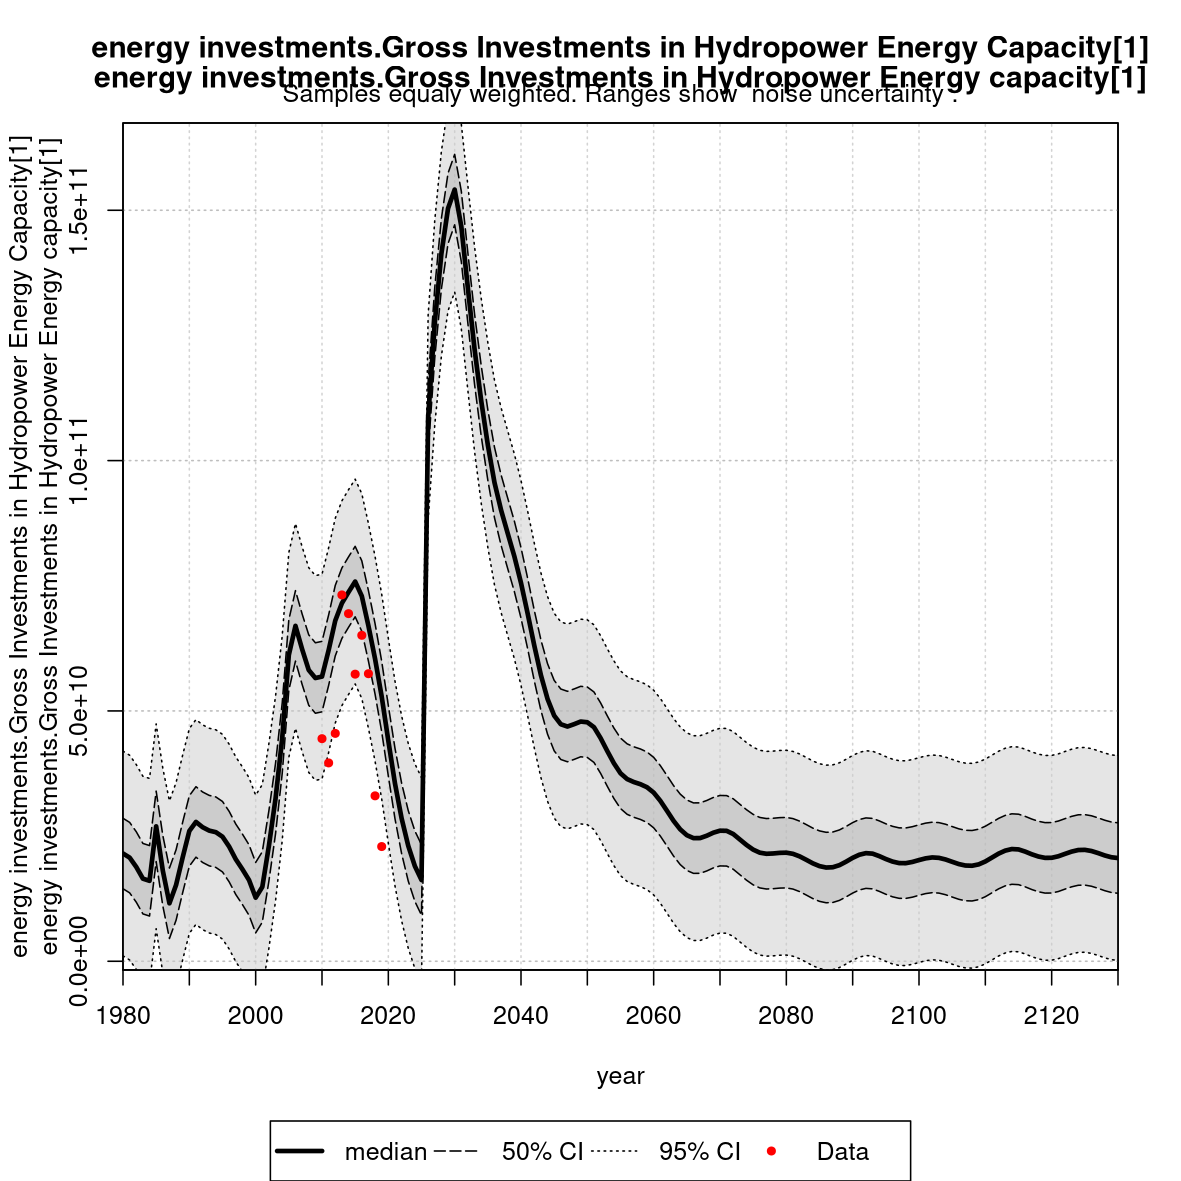 energy investments.Gross Investments in Hydropower Energy Capacity[1]
energy investments.Gross Investments in Hydropower Energy capacity[1]
Samples equaly weighted. Ranges show  noise uncertainty .
energy investments.Gross Investments in Hydropower Energy Capacity[1]
energy investments.Gross Investments in Hydropower Energy capacity[1]
1.5e+11
1.0e+11
5.0e+10
0.0e+00
1980 2000 2020 2040 2060 2080 2100 2120
year
median 50% CI 95% CI Data